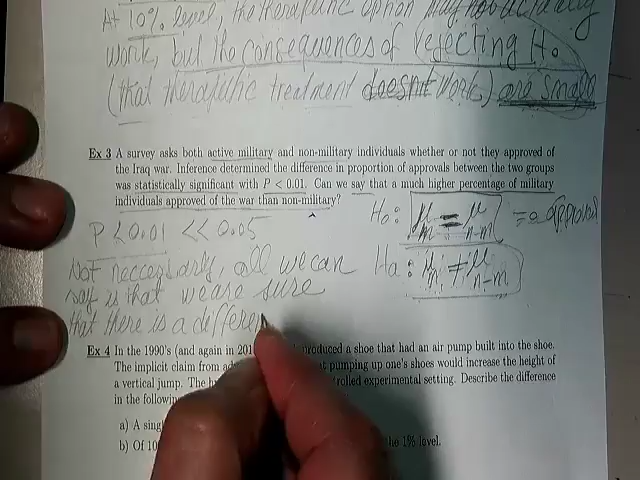 At 10% level, the therapeutic option may not actually
work, but the consequences of rejecting Ho
(that therapeutic treatment doesn't work) are small
Ex 3 A survey asks both active military and non-military individuals whether or not they approved of
the Iraq war. Inference determined the difference in proportion of approvals between the two groups
was statistically significant with P < 0.01. Can we say that a much higher percentage of military
individuals approved of the war than non-military?
Ho: μm = μn-m
approval
P < 0.01 << 0.05
Ha: μm ≠ μn-m
Not neccegarly, all we can
say is that we are sure
that there is a differen
Ex 4 In the 1990's (and again in 201 produced a shoe that had an air pump built into the shoe.
The implicit claim from ad pumping up one's shoes would increase the height of
a vertical jump. The rolled experimental setting. Describe the difference
in the followin
a) A sing
b) Of 10 the 1% level.